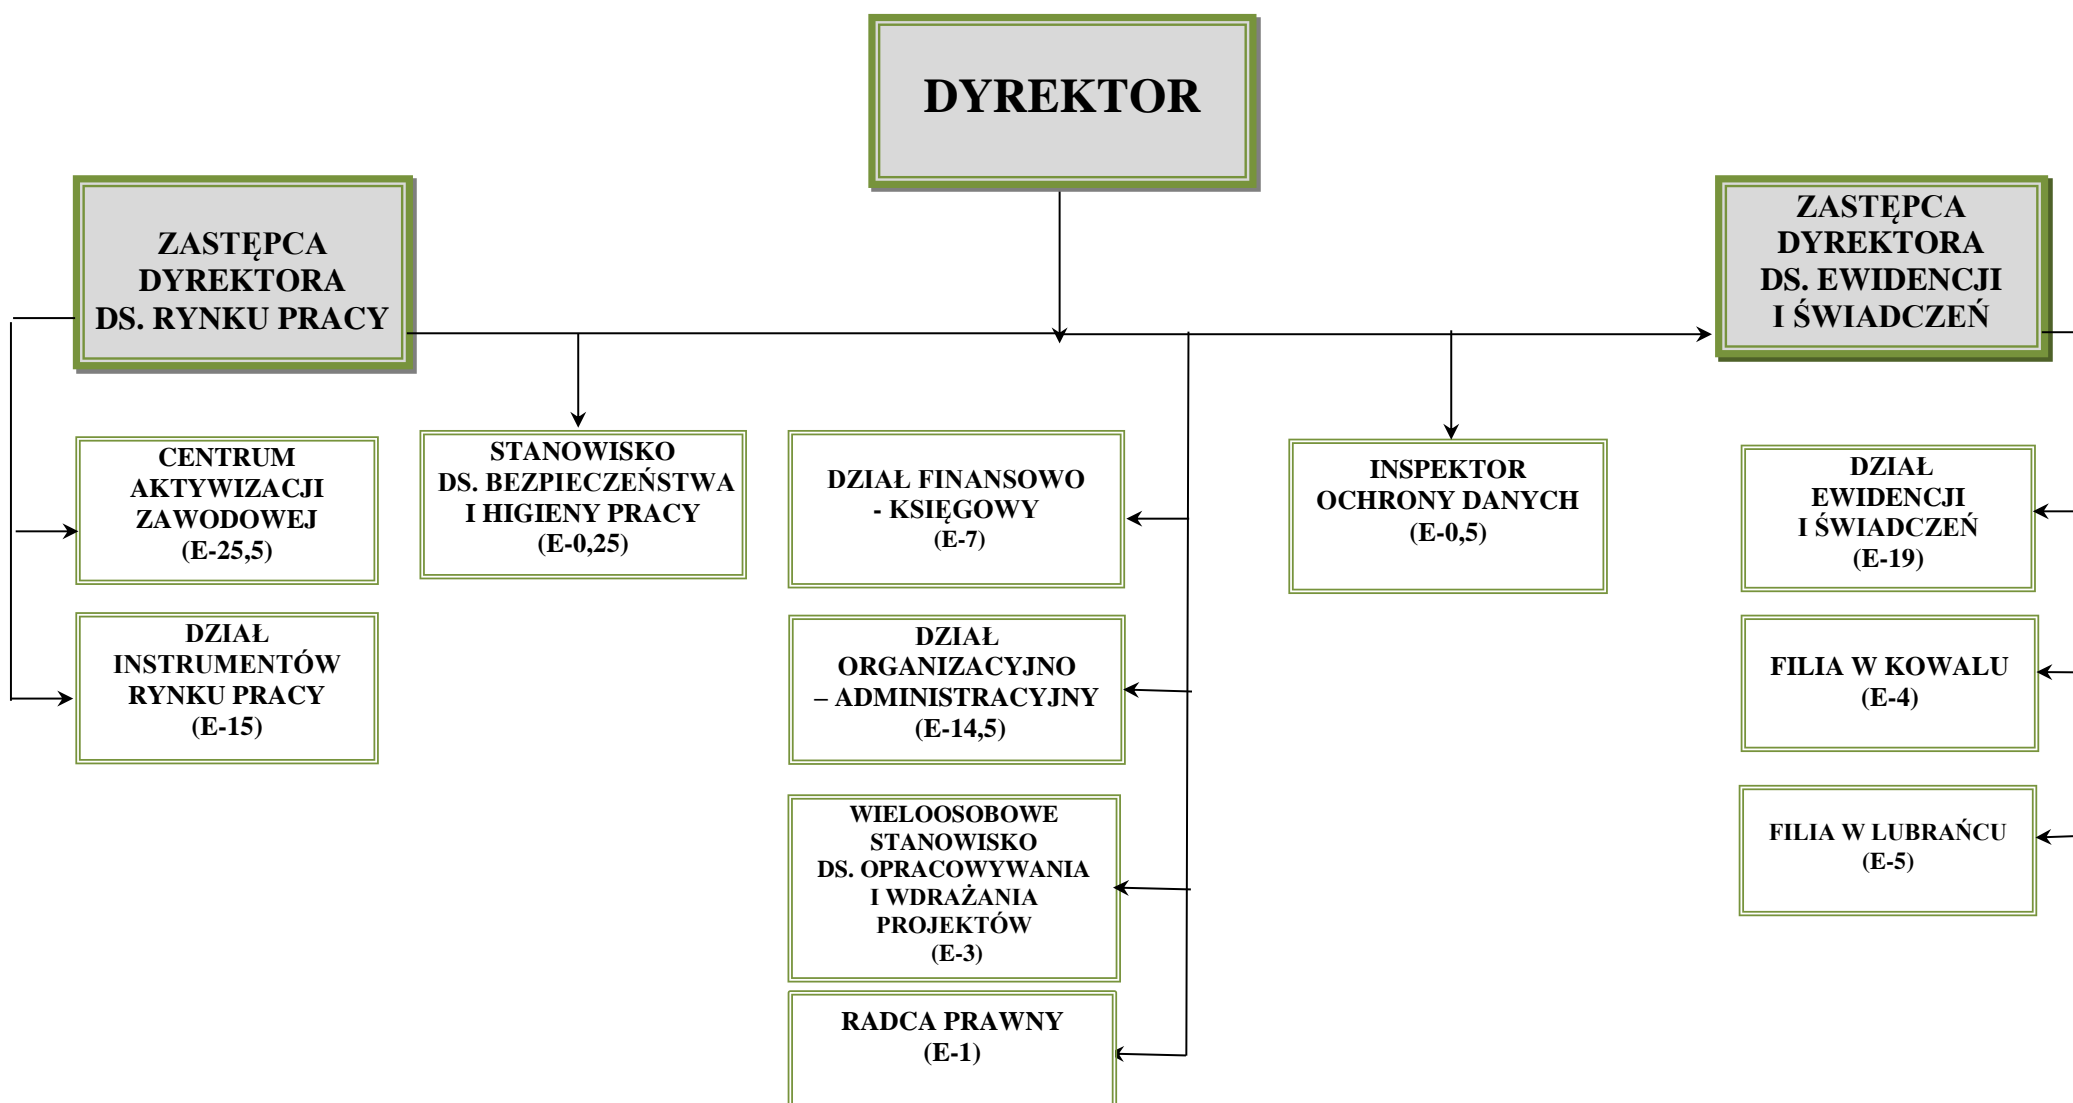 DYREKTOR
ZASTĘPCA
DYREKTORA
DS. RYNKU PRACY
ZASTĘPCA
DYREKTORA
DS. EWIDENCJI
I ŚWIADCZEŃ
CENTRUM
AKTYWIZACJI
ZAWODOWEJ
(E-25,5)
STANOWISKO
DS. BEZPIECZEŃSTWA
I HIGIENY PRACY
(E-0,25)
DZIAŁ FINANSOWO
- KSIĘGOWY
(E-7)
INSPEKTOR
OCHRONY DANYCH
(E-0,5)
DZIAŁ
EWIDENCJI
I ŚWIADCZEŃ
(E-19)
DZIAŁ
INSTRUMENTÓW
RYNKU PRACY
(E-15)
DZIAŁ
ORGANIZACYJNO
– ADMINISTRACYJNY
(E-14,5)
FILIA W KOWALU
(E-4)
WIELOOSOBOWE
STANOWISKO
DS. OPRACOWYWANIA
I WDRAŻANIA
PROJEKTÓW
(E-3)
FILIA W LUBRAŃCU
(E-5)
RADCA PRAWNY
(E-1)